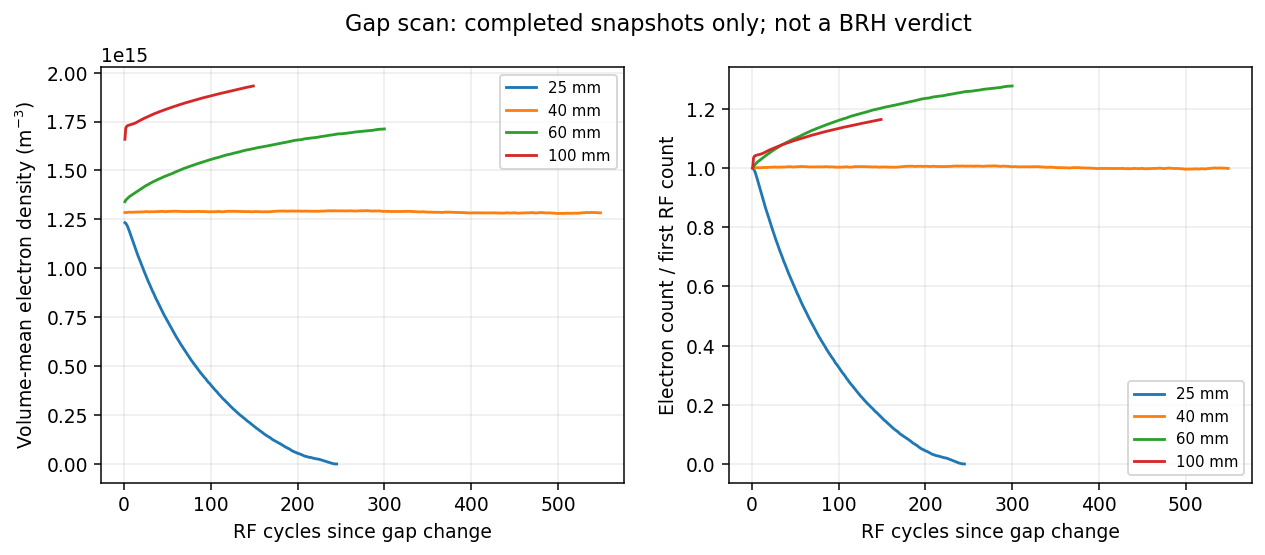 Gap scan: completed snapshots only; not a BRH verdict
1e15
2.00
1.75
1.50
1.25
1.00
0.75
0.50
0.25
0.00
Volume-mean electron density (m⁻³)
25 mm
40 mm
60 mm
100 mm
0 100 200 300 400 500
RF cycles since gap change
1.2
1.0
0.8
0.6
0.4
0.2
0.0
Electron count / first RF count
25 mm
40 mm
60 mm
100 mm
0 100 200 300 400 500
RF cycles since gap change